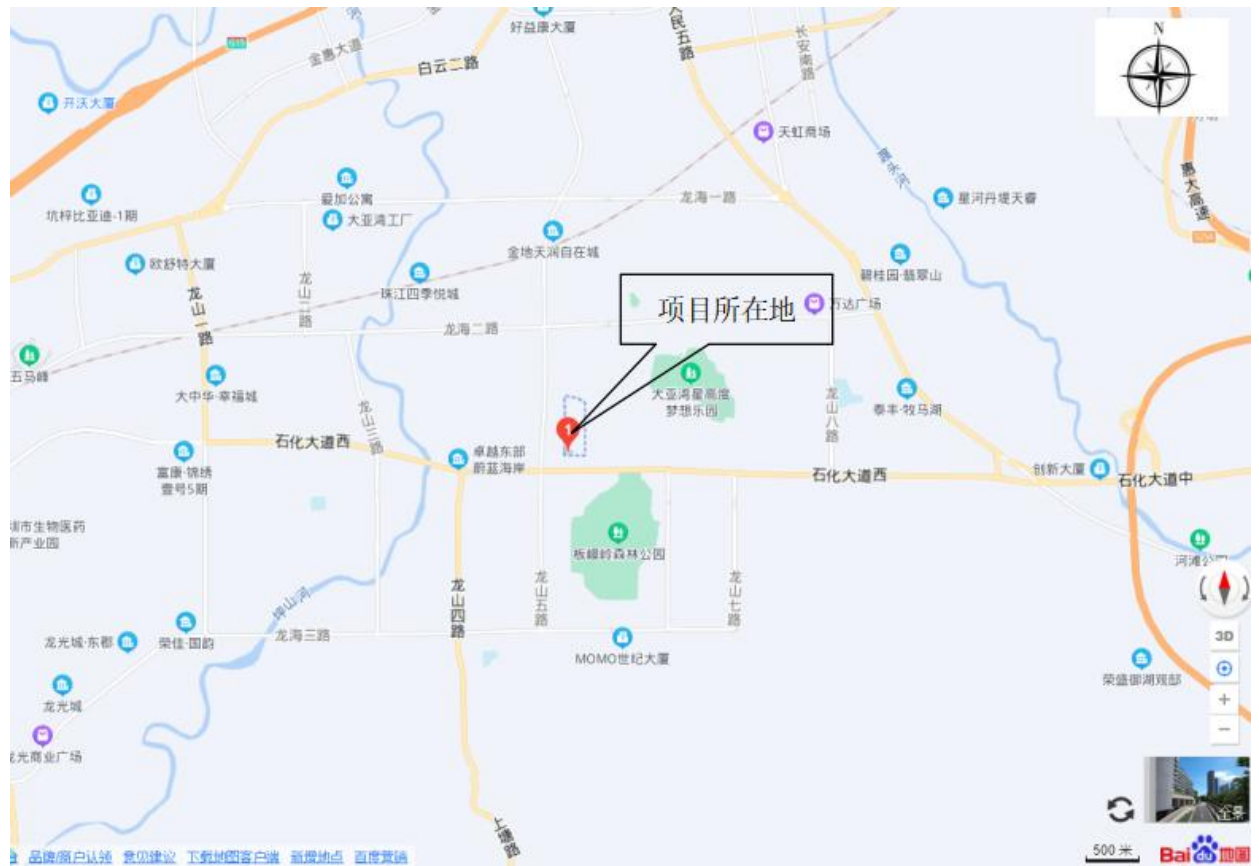 好益康大厦
G15
金惠大道
白云二路
人民五路
长安南路
N
开沃大厦
天虹商场
惠大高速
爱加公寓
坑梓比亚迪-1期
大亚湾工厂
龙海一路
星河丹堤天睿
金地天润自在城
欧舒特大厦
碧桂园·翡翠山
龙山一路
龙山二路
珠江四季悦城
项目所在地
万达广场
龙海二路
五马峰
大中华·幸福城
大亚湾星高度
梦想乐园
龙山八路
泰丰·牧马湖
龙山三路
1
石化大道西
卓越东部
蔚蓝海岸
富康·锦绣
壹号5期
石化大道西
创新大厦
石化大道中
圳市生物医药
新产业园
板嶂岭森林公园
河滩公园
龙山四路
龙山五路
龙山七路
坪山河
龙光城·东郡
荣佳·国韵
龙海三路
3D
MOMO世纪大厦
荣盛御湖观邸
龙光城
+
龙光商业广场
−
上塘路
全景
品牌/商户认领 意见建议 下载地图客户端 新增地点 百度营销
500 米
Bai du 地图